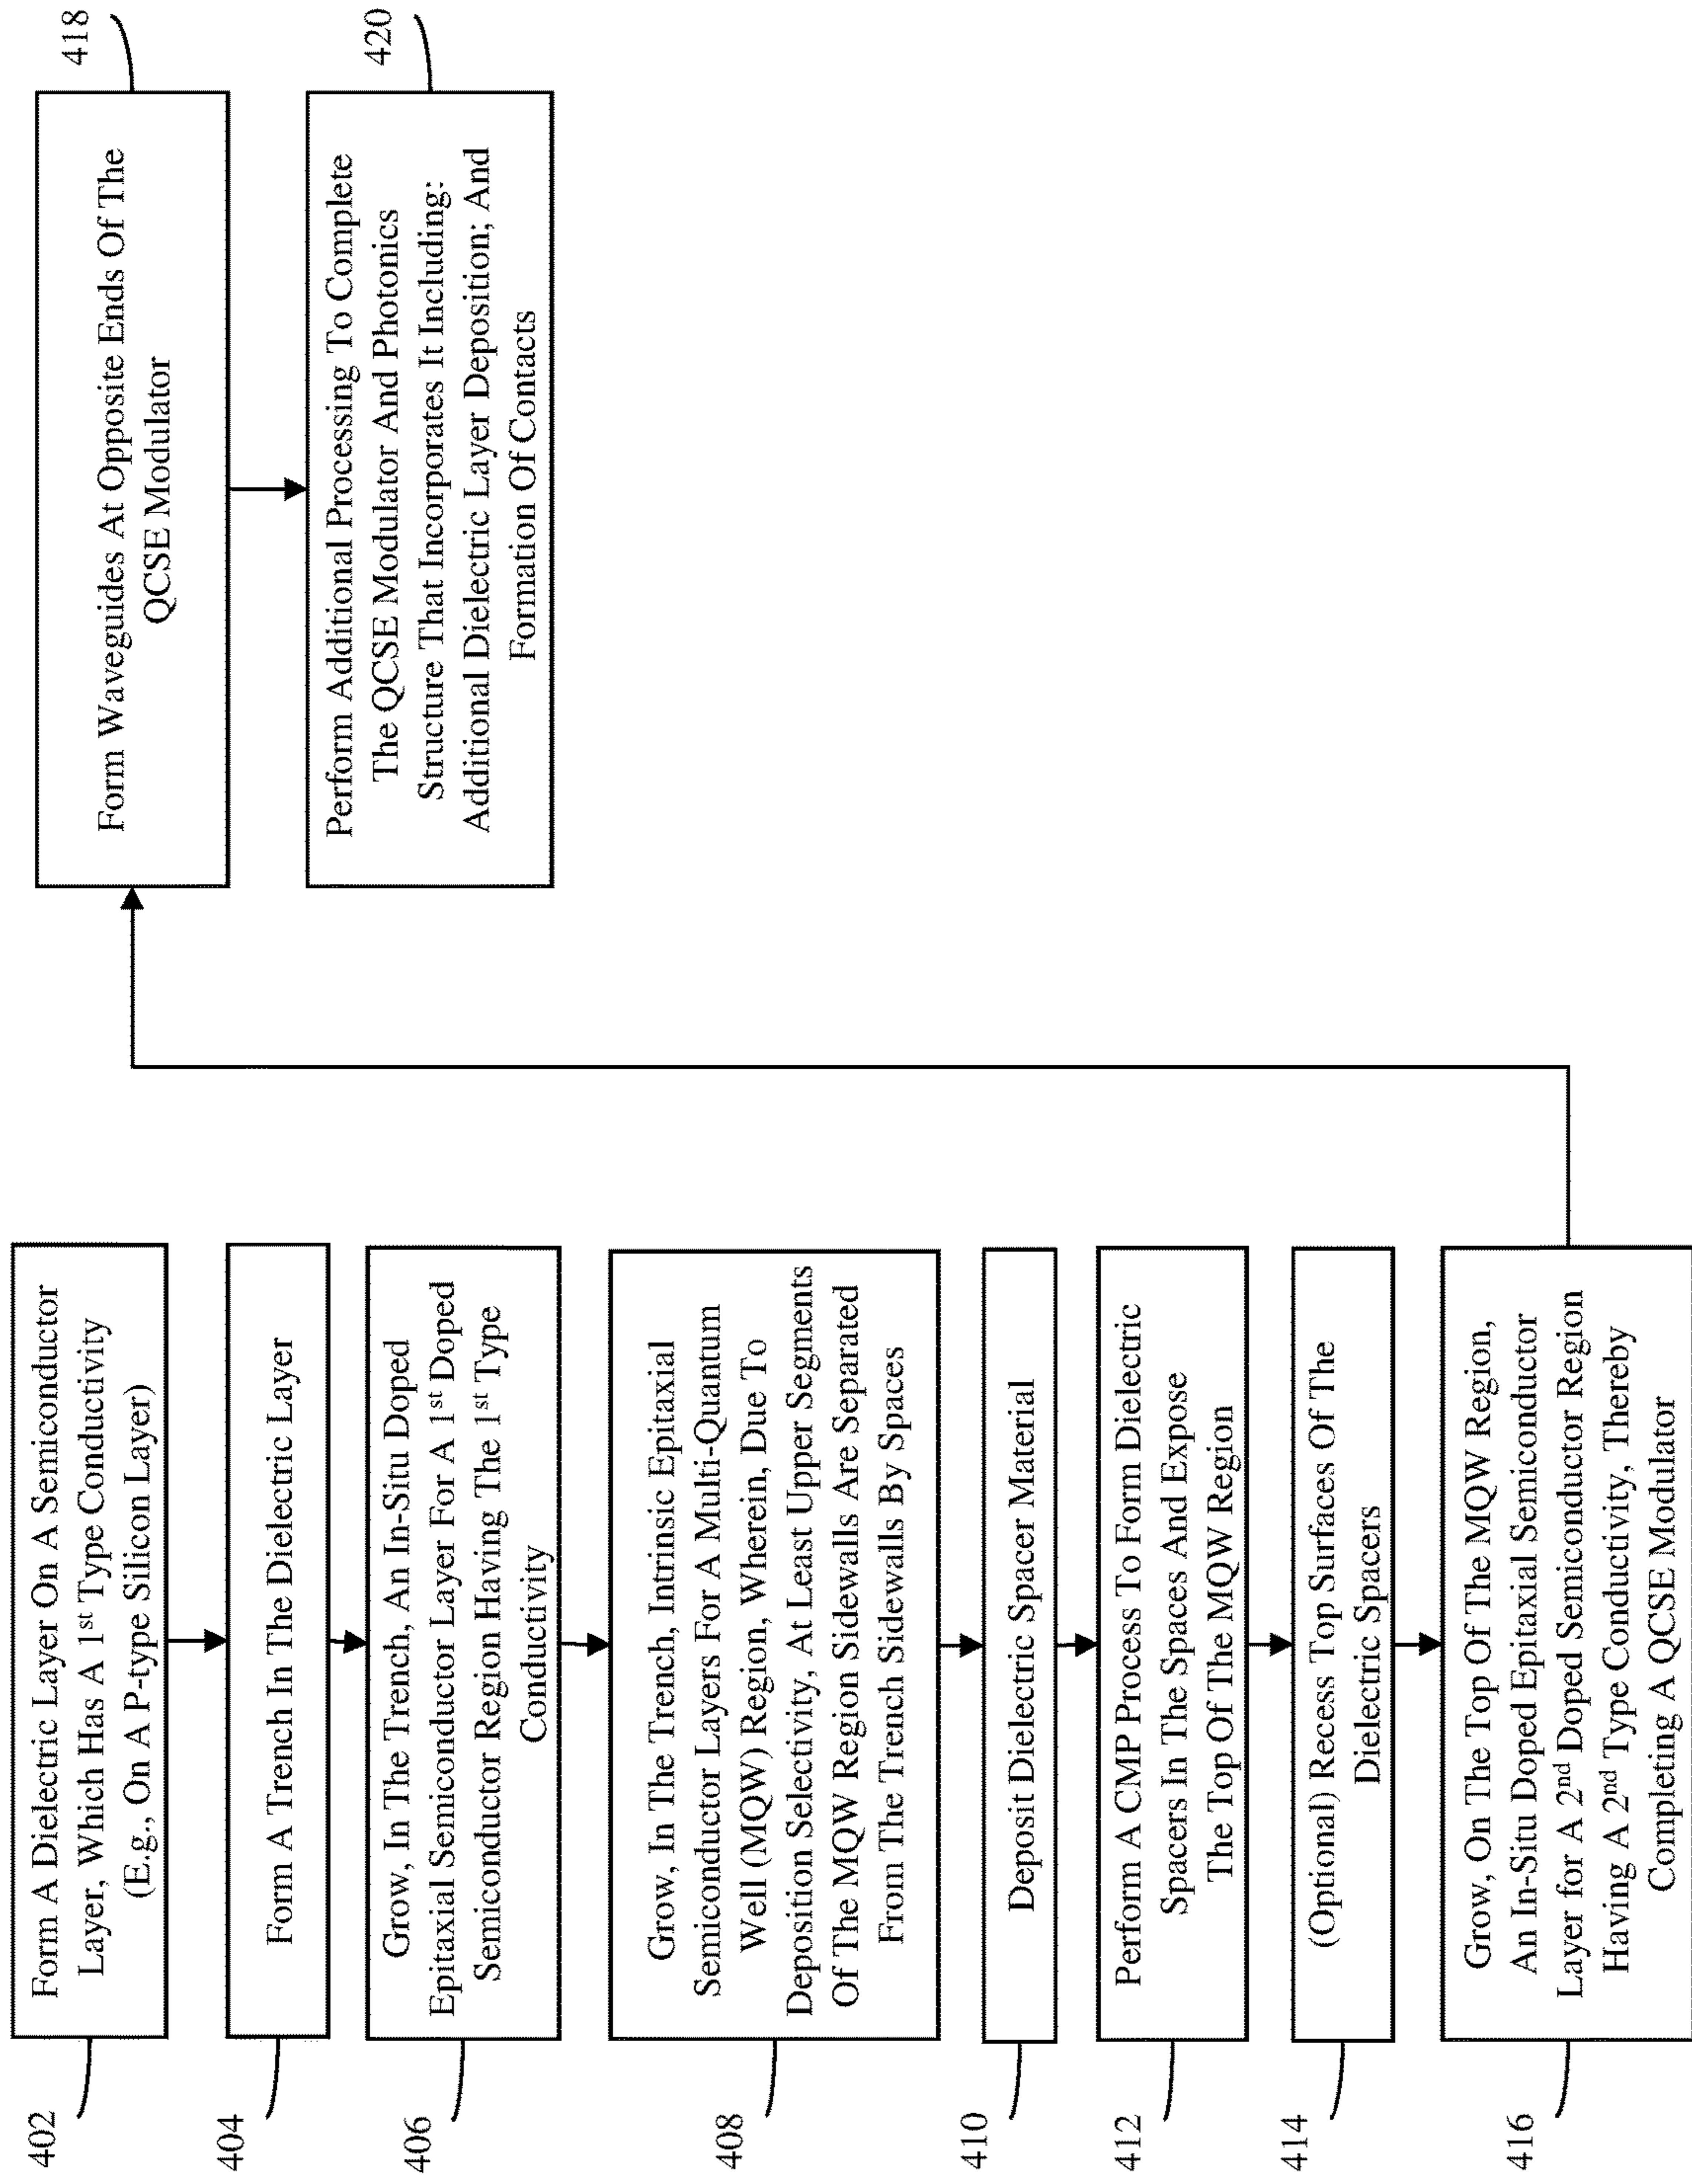 402
Form A Dielectric Layer On A Semiconductor
Layer, Which Has A 1st Type Conductivity
(E.g., On A P-type Silicon Layer)
404
Form A Trench In The Dielectric Layer
406
Grow, In The Trench, An In-Situ Doped
Epitaxial Semiconductor Layer For A 1st Doped
Semiconductor Region Having The 1st Type
Conductivity
408
Grow, In The Trench, Intrinsic Epitaxial
Semiconductor Layers For A Multi-Quantum
Well (MQW) Region, Wherein, Due To
Deposition Selectivity, At Least Upper Segments
Of The MQW Region Sidewalls Are Separated
From The Trench Sidewalls By Spaces
410
Deposit Dielectric Spacer Material
412
Perform A CMP Process To Form Dielectric
Spacers In The Spaces And Expose
The Top Of The MQW Region
414
(Optional) Recess Top Surfaces Of The
Dielectric Spacers
416
Grow, On The Top Of The MQW Region,
An In-Situ Doped Epitaxial Semiconductor
Layer for A 2nd Doped Semiconductor Region
Having A 2nd Type Conductivity, Thereby
Completing A QCSE Modulator
418
Form Waveguides At Opposite Ends Of The
QCSE Modulator
420
Perform Additional Processing To Complete
The QCSE Modulator And Photonics
Structure That Incorporates It Including:
Additional Dielectric Layer Deposition; And
Formation Of Contacts